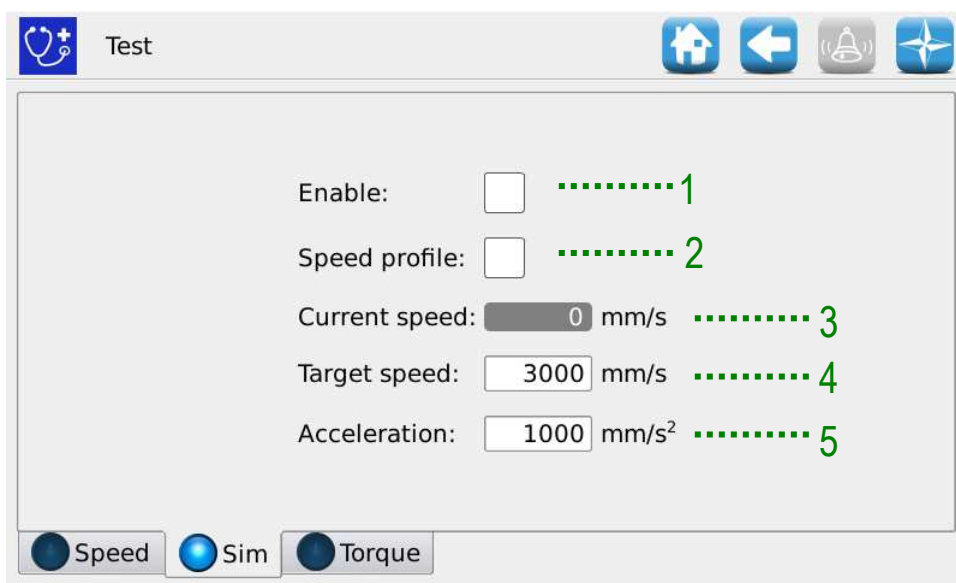 Test
Enable: 1
Speed profile: 2
Current speed: 0 mm/s 3
Target speed: 3000 mm/s 4
Acceleration: 1000 mm/s² 5
Speed Sim Torque